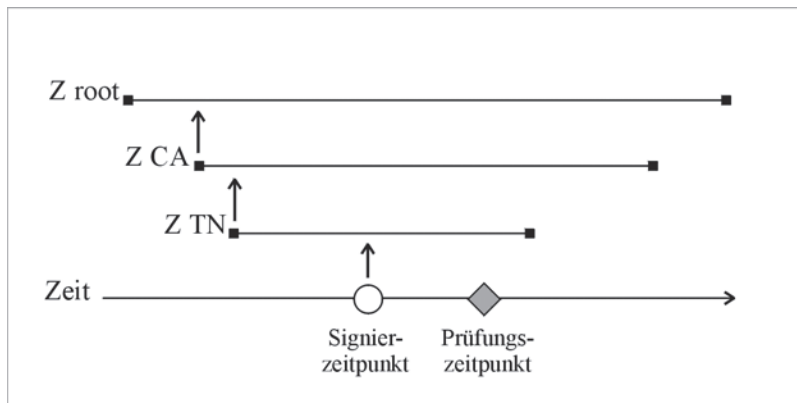 Z root
Z CA
Z TN
Zeit
Signier-
zeitpunkt
Prüfungs-
zeitpunkt